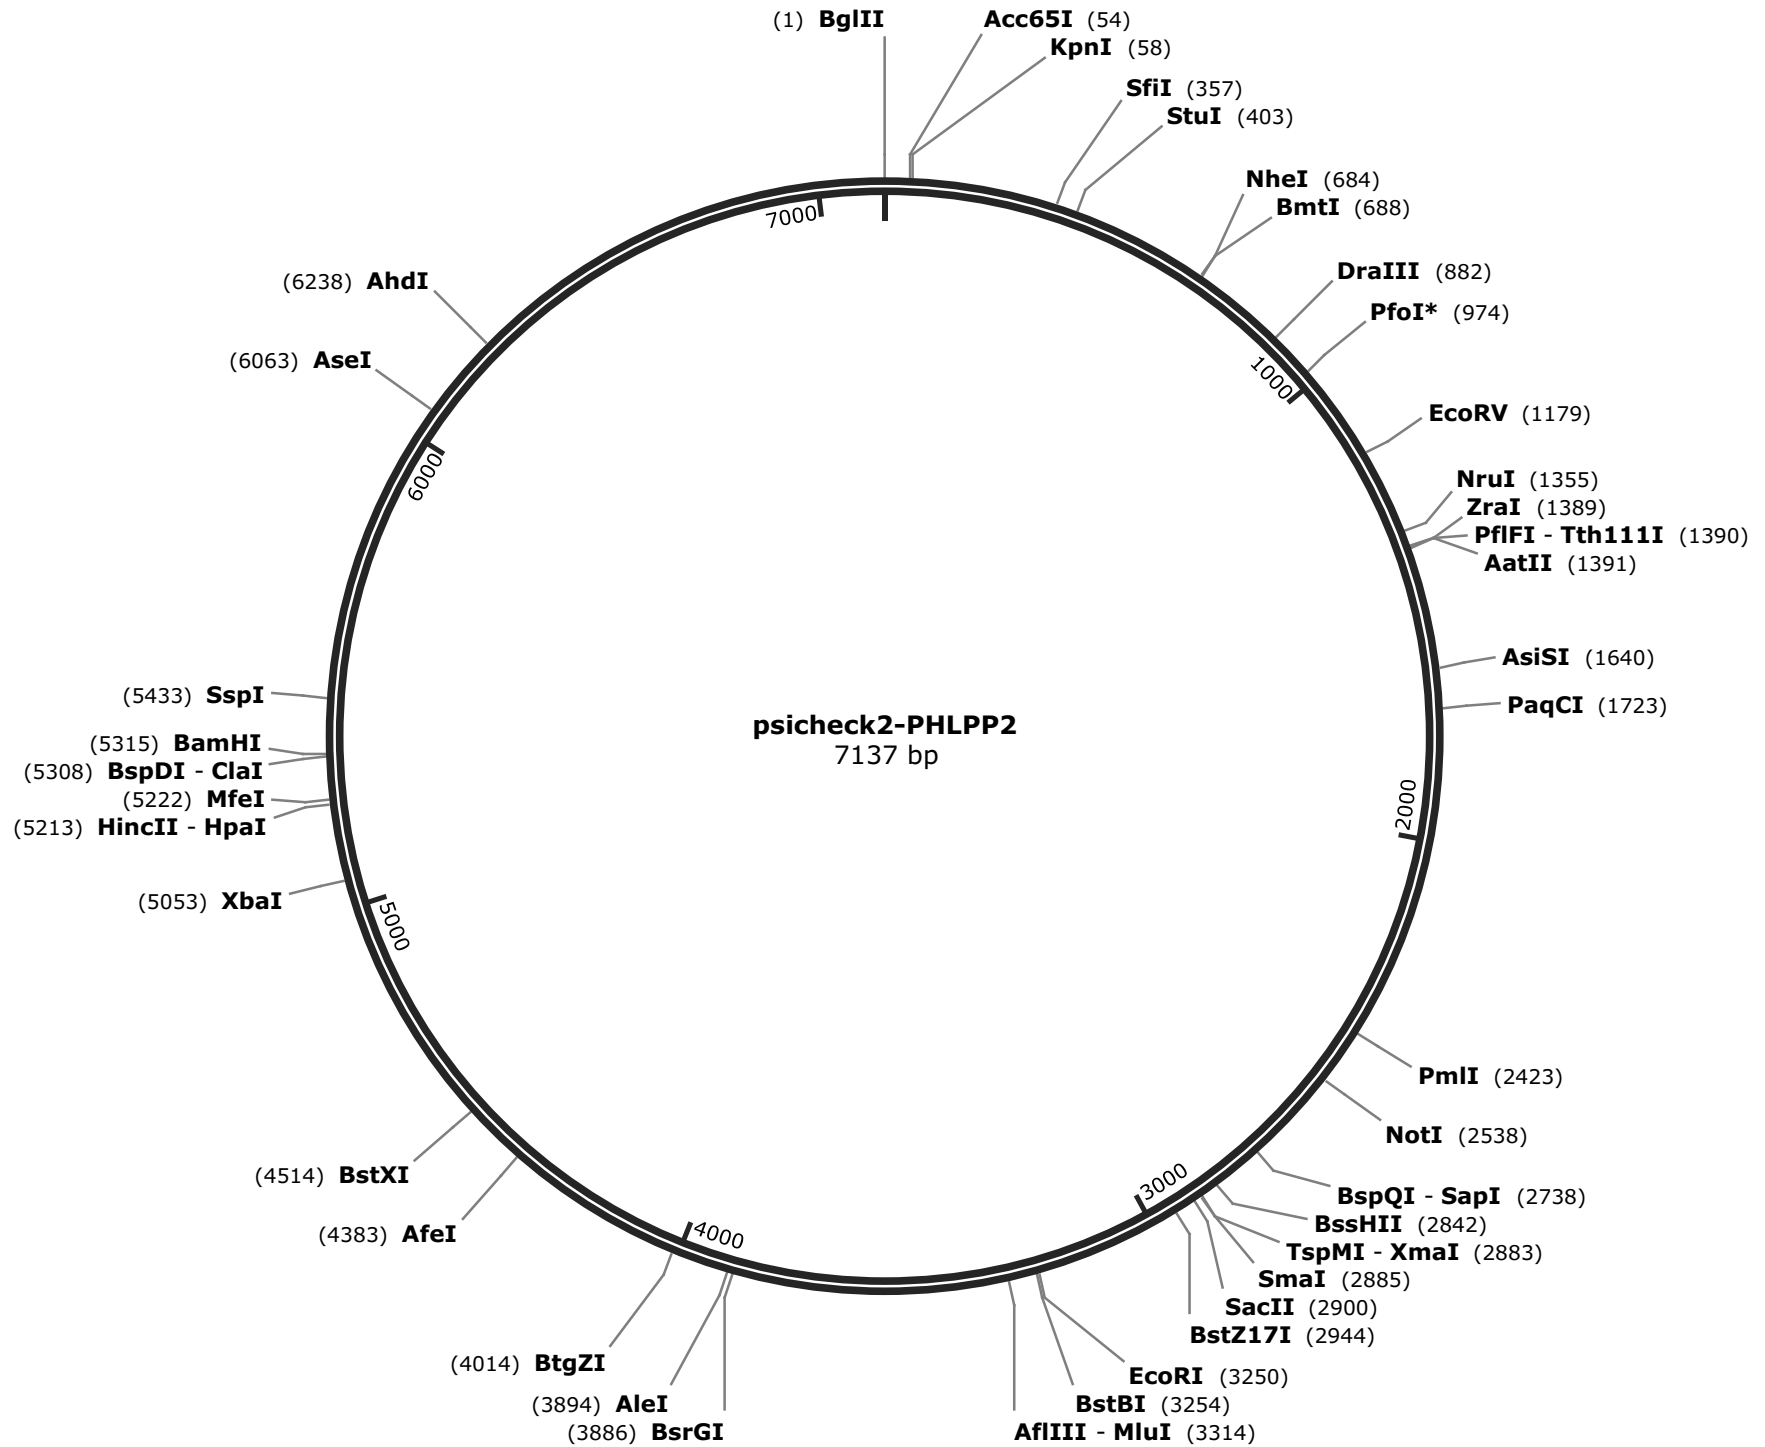 (1) BglII
Acc65I (54)
KpnI (58)
SfiI (357)
StuI (403)
NheI (684)
BmtI (688)
DraIII (882)
PfoI* (974)
EcoRV (1179)
NruI (1355)
ZraI (1389)
PflFI - Tth111I (1390)
AatII (1391)
AsiSI (1640)
PaqCI (1723)
PmlI (2423)
NotI (2538)
BspQI - SapI (2738)
BssHII (2842)
TspMI - XmaI (2883)
SmaI (2885)
SacII (2900)
BstZ17I (2944)
EcoRI (3250)
BstBI (3254)
AflIII - MluI (3314)
(3886) BsrGI
(3894) AleI
(4014) BtgZI
(4383) AfeI
(4514) BstXI
(5053) XbaI
(5213) HincII - HpaI
(5222) MfeI
(5308) BspDI - ClaI
(5315) BamHI
(5433) SspI
(6063) AseI
(6238) AhdI
1000
2000
3000
4000
5000
6000
7000
psicheck2-PHLPP2
7137 bp